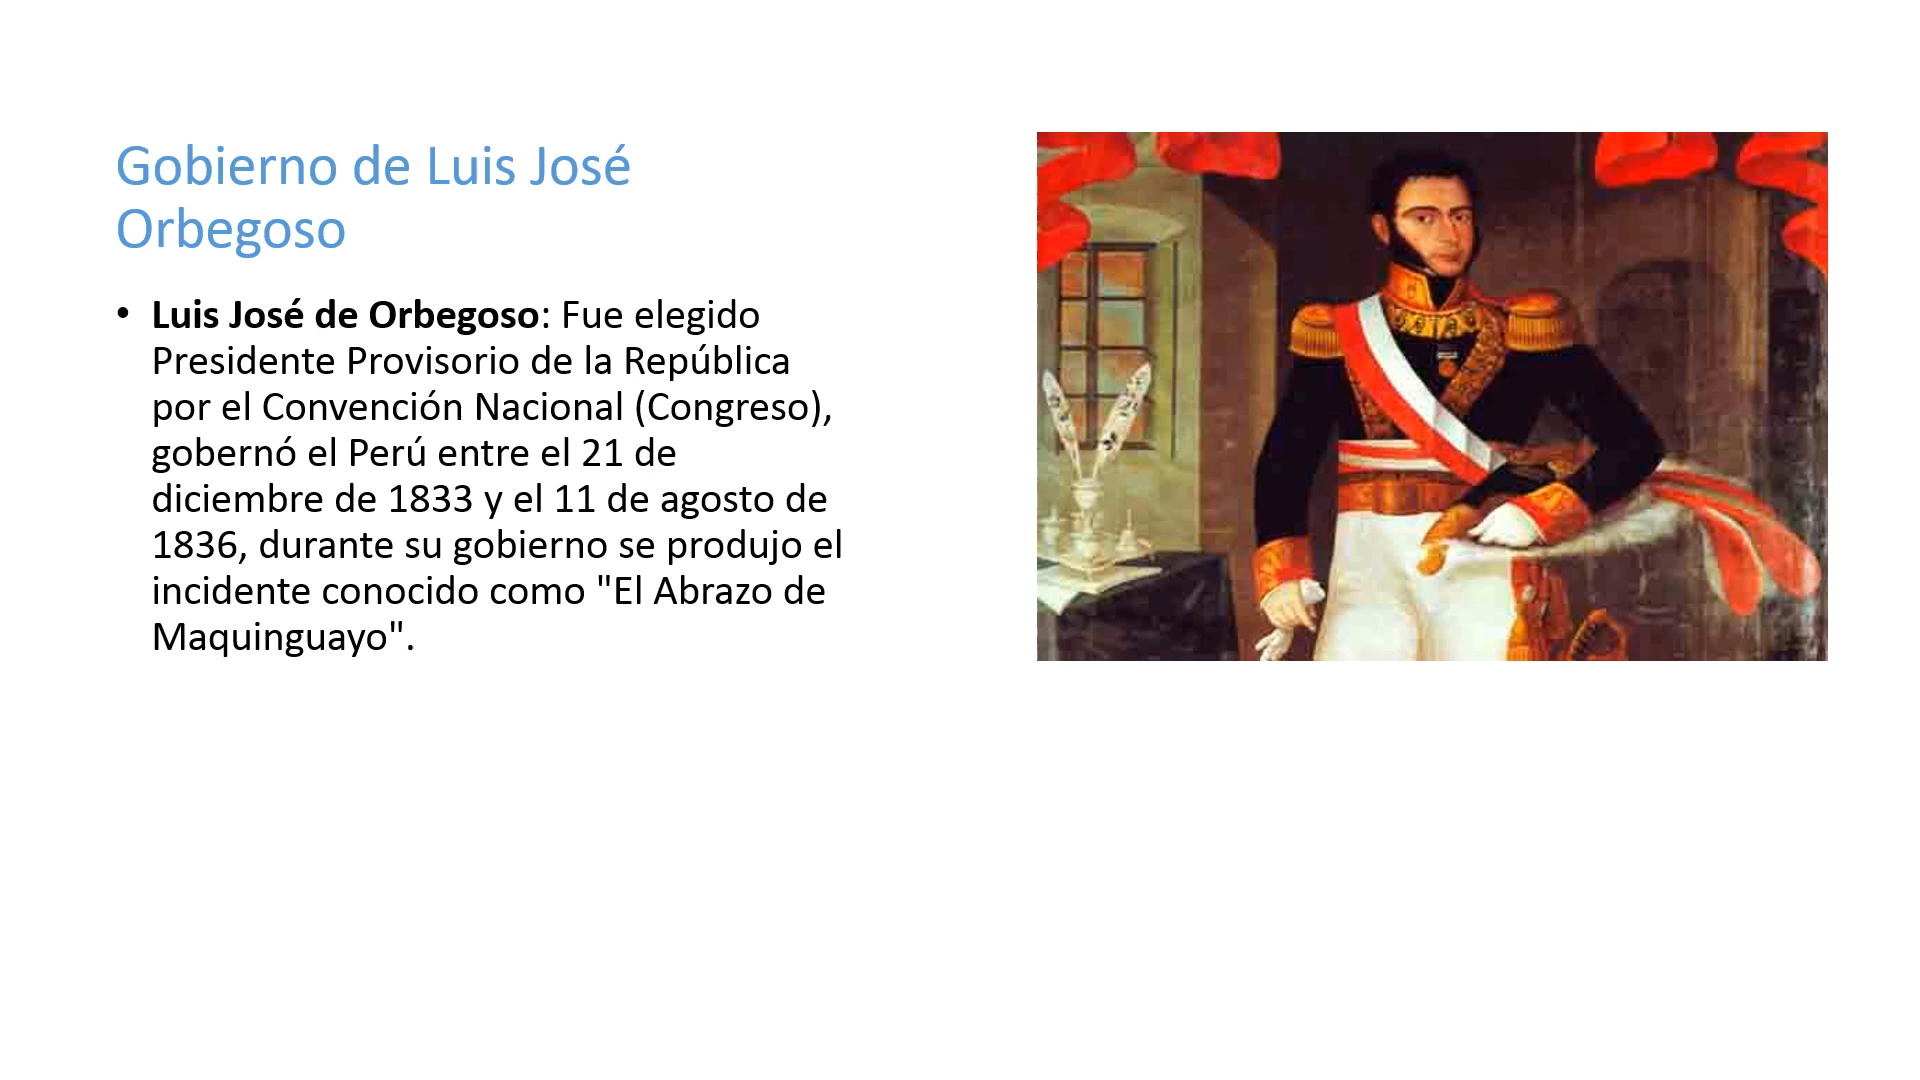 Gobierno de Luis José
Orbegoso
• Luis José de Orbegoso: Fue elegido
Presidente Provisorio de la República
por el Convención Nacional (Congreso),
gobernó el Perú entre el 21 de
diciembre de 1833 y el 11 de agosto de
1836, durante su gobierno se produjo el
incidente conocido como "El Abrazo de
Maquinguayo".